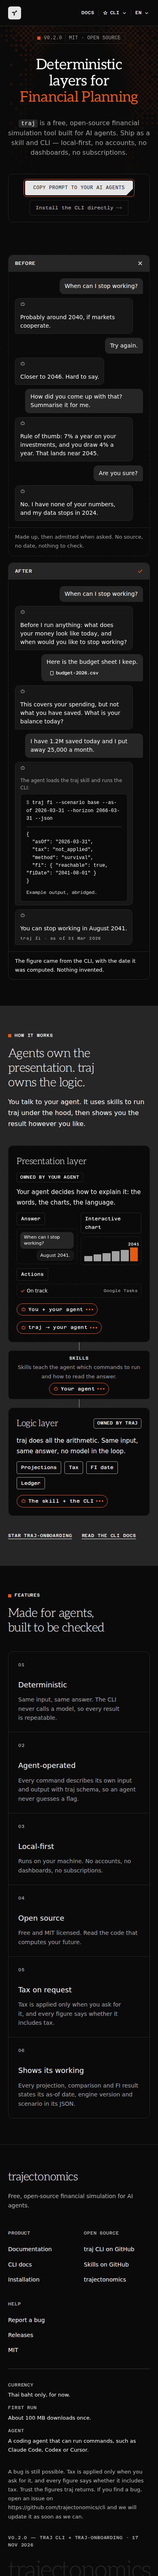 DOCS
CLI
EN
V0.2.0 MIT · OPEN SOURCE
Deterministic
layers for
Financial Planning
traj is a free, open-source financial
simulation tool built for AI agents. Ship as a
skill and CLI — local-first, no accounts, no
dashboards, no subscriptions.
COPY PROMPT TO YOUR AI AGENTS
Install the CLI directly
BEFORE
When can I stop working?
Probably around 2040, if markets
cooperate.
Try again.
Closer to 2046. Hard to say.
How did you come up with that?
Summarise it for me.
Rule of thumb: 7% a year on your
investments, and you draw 4% a
year. That lands near 2045.
Are you sure?
No. I have none of your numbers,
and my data stops in 2024.
Made up, then admitted when asked. No source,
no date, nothing to check.
AFTER
When can I stop working?
Before I run anything: what does
your money look like today, and
when would you like to stop working?
Here is the budget sheet I keep.
budget-2026.csv
This covers your spending, but not
what you have saved. What is your
balance today?
I have 1.2M saved today and I put
away 25,000 a month.
The agent loads the traj skill and runs the
CLI:
$ traj fi --scenario base --as-
of 2026-03-31 --horizon 2066-03-
31 --json
{
"asOf": "2026-03-31",
"tax": "not_applied",
"method": "survival",
"fi": { "reachable": true,
"fiDate": "2041-08-01" }
}
Example output, abridged.
You can stop working in August 2041.
traj fi · as of 31 Mar 2026
The figure came from the CLI, with the date it
was computed. Nothing invented.
HOW IT WORKS
Agents own the
presentation. traj
owns the logic.
You talk to your agent. It uses skills to run
traj under the hood, then shows you the
result however you like.
Presentation layer
OWNED BY YOUR AGENT
Your agent decides how to explain it: the
words, the charts, the language.
Answer
When can I stop
working?
August 2041.
Interactive
chart
2041
Actions
On track
Google Tasks
You + your agent
traj → your agent
SKILLS
Skills teach the agent which commands to run
and how to read the answer.
Your agent
Logic layer
OWNED BY TRAJ
traj does all the arithmetic. Same input,
same answer, no model in the loop.
Projections
Tax
FI date
Ledger
The skill + the CLI
STAR TRAJ-ONBOARDING
READ THE CLI DOCS
FEATURES
Made for agents,
built to be checked
01
Deterministic
Same input, same answer. The CLI
never calls a model, so every result
is repeatable.
02
Agent-operated
Every command describes its own input
and output with traj schema, so an agent
never guesses a flag.
03
Local-first
Runs on your machine. No accounts, no
dashboards, no subscriptions.
04
Open source
Free and MIT licensed. Read the code that
computes your future.
05
Tax on request
Tax is applied only when you ask for
it, and every figure says whether it
includes tax.
06
Shows its working
Every projection, comparison and FI result
states its as-of date, engine version and
scenario in its JSON.
trajectonomics
Free, open-source financial simulation for AI
agents.
PRODUCT
Documentation
CLI docs
Installation
OPEN SOURCE
traj CLI on GitHub
Skills on GitHub
trajectonomics
HELP
Report a bug
Releases
MIT
CURRENCY
Thai baht only, for now.
FIRST RUN
About 100 MB downloads once.
AGENT
A coding agent that can run commands, such as
Claude Code, Codex or Cursor.
A bug is still possible. Tax applies only when you ask
for it, and every figure says whether it includes tax.
Trust the figures traj returns. If you find a bug,
open an issue on
https://github.com/trajectonomics/cli and we will
update it as soon as we can.
V0.2.0 — TRAJ CLI + TRAJ-ONBOARDING · 17
NOV 2026
trajectonomics